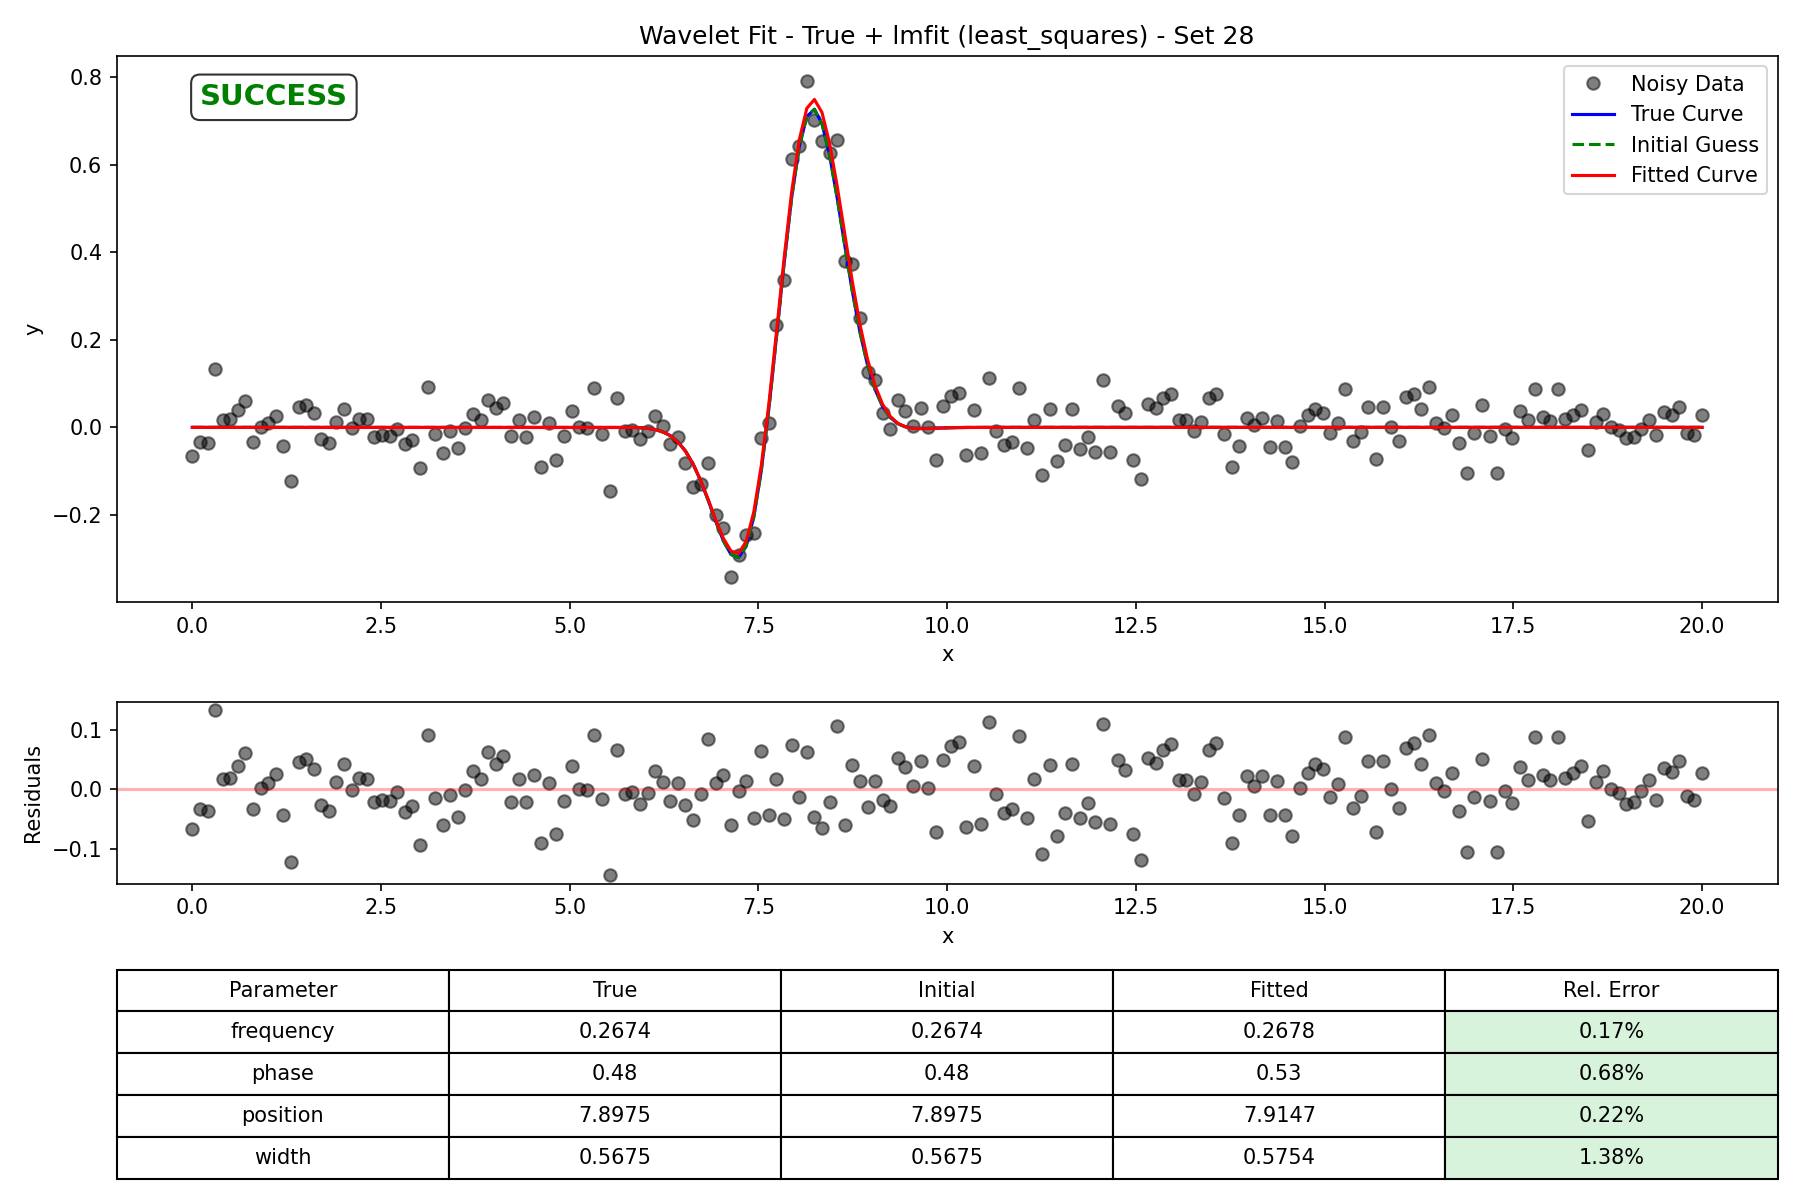 Wavelet Fit - True + lmfit (least_squares) - Set 28
SUCCESS
Noisy Data
True Curve
Initial Guess
Fitted Curve
0.8
0.6
0.4
0.2
0.0
−0.2
y
0.0 2.5 5.0 7.5 10.0 12.5 15.0 17.5 20.0
x
0.1
0.0
−0.1
Residuals
0.0 2.5 5.0 7.5 10.0 12.5 15.0 17.5 20.0
x
Parameter True Initial Fitted Rel. Error
frequency 0.2674 0.2674 0.2678 0.17%
phase 0.48 0.48 0.53 0.68%
position 7.8975 7.8975 7.9147 0.22%
width 0.5675 0.5675 0.5754 1.38%